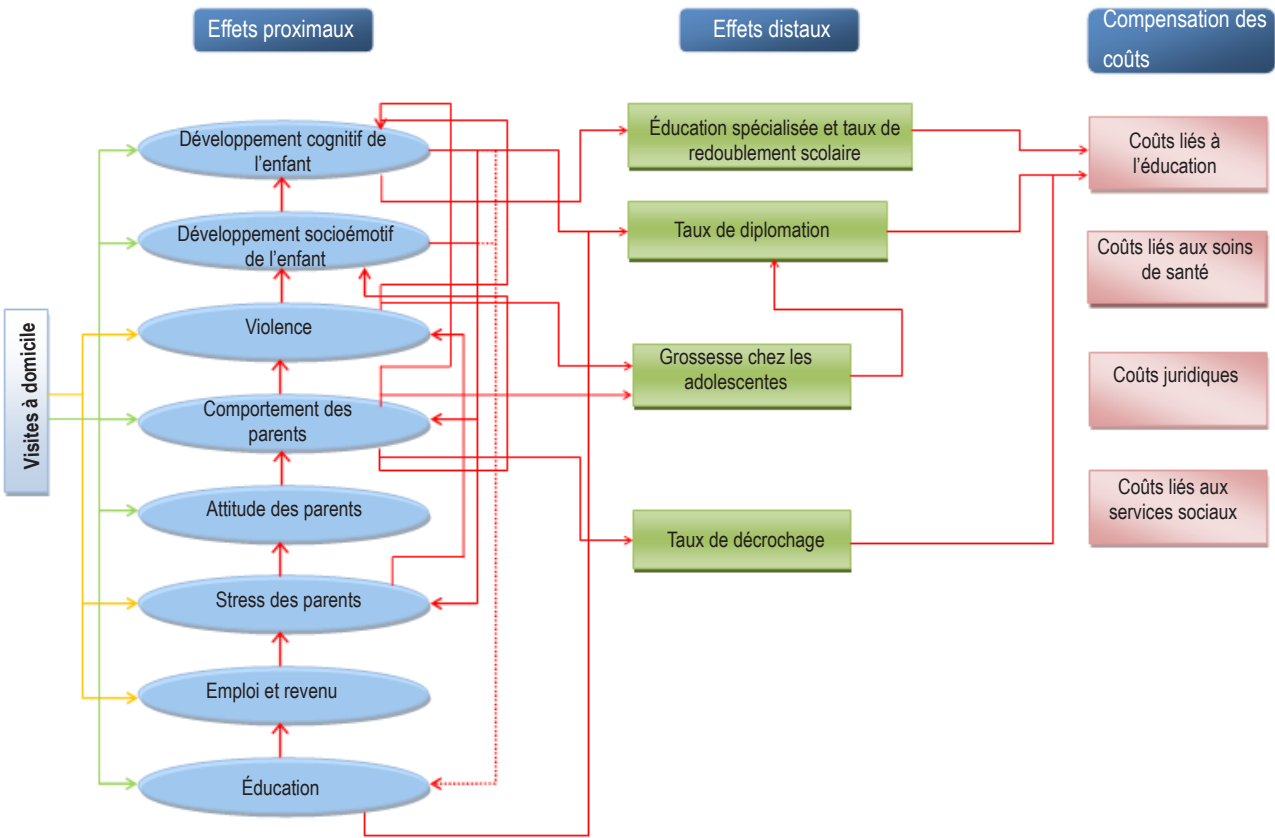 Effets proximaux
Effets distaux
Compensation des
coûts
Visites à domicile
Développement cognitif de
l'enfant
Développement socioémotif
de l'enfant
Violence
Comportement des
parents
Attitude des parents
Stress des parents
Emploi et revenu
Éducation
Éducation spécialisée et taux de
redoublement scolaire
Taux de diplomation
Grossesse chez les
adolescentes
Taux de décrochage
Coûts liés à
l'éducation
Coûts liés aux soins
de santé
Coûts juridiques
Coûts liés aux
services sociaux